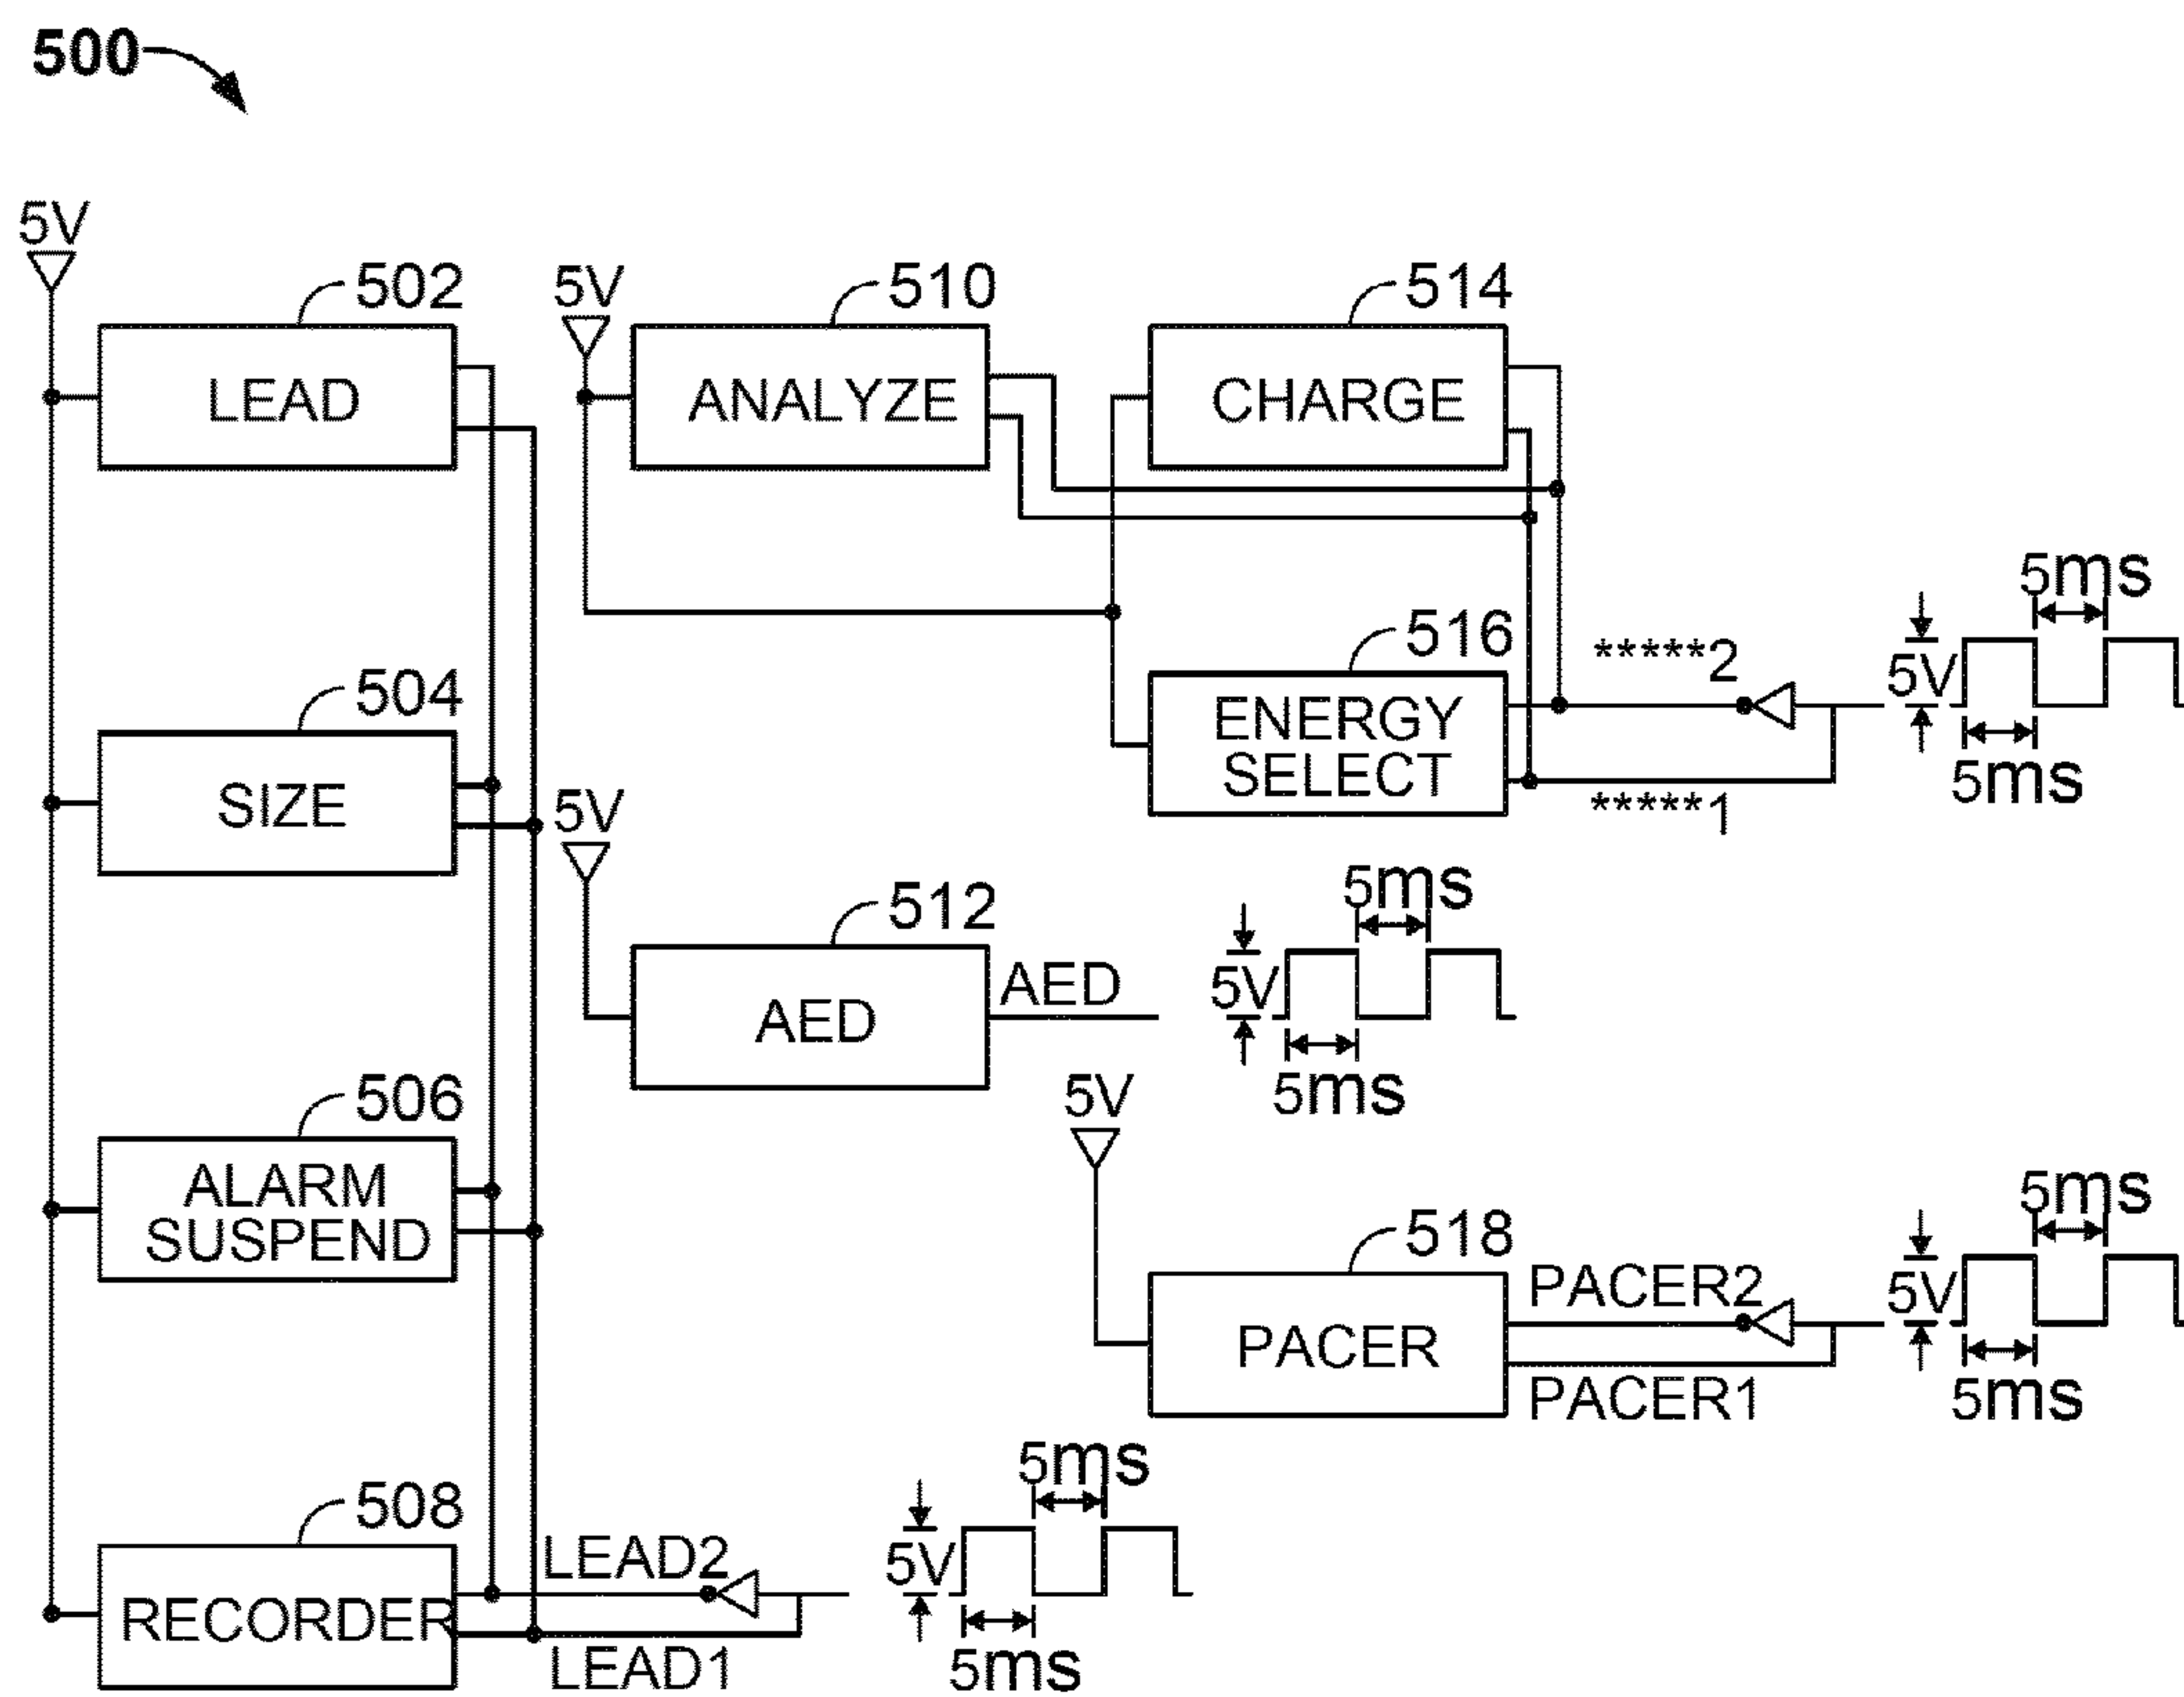 500
5V
502
LEAD
5V
510
ANALYZE
514
CHARGE
504
SIZE
516
ENERGY
SELECT
*****2
*****1
5ms
5V
5ms
5V
512
AED
AED
5ms
5V
5ms
506
ALARM
SUSPEND
5V
518
PACER
PACER2
PACER1
5ms
5V
5ms
508
RECORDER
LEAD2
LEAD1
5ms
5V
5ms